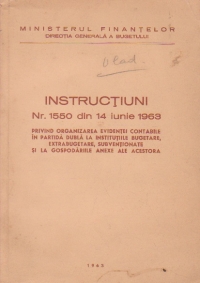 MINISTERUL FINANȚELOR
DIRECȚIA GENERALĂ A BUGETULUI
INSTRUCȚIUNI
Nr. 1550 din 14 iunie 1963
PRIVIND ORGANIZAREA EVIDENȚEI CONTABILE
ÎN PARTIDĂ DUBLĂ LA INSTITUȚIILE BUGETARE,
EXTRABUGETARE, SUBVENȚIONATE
ȘI LA GOSPODĂRIILE ANEXE ALE ACESTORA
1963